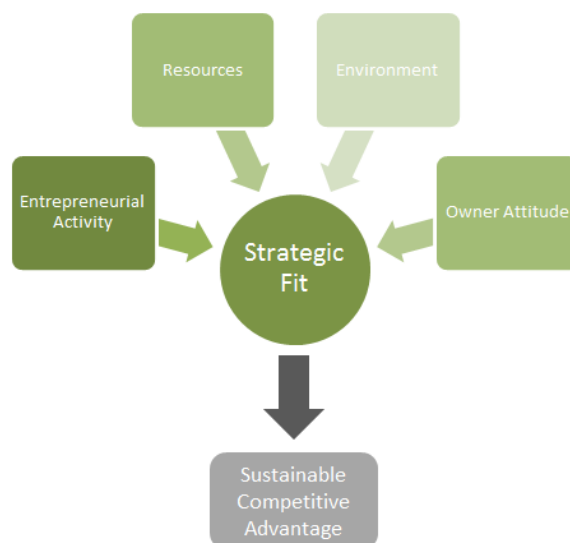 Resources
Environment
Entrepreneurial
Activity
Owner Attitude
Strategic
Fit
Sustainable
Competitive
Advantage